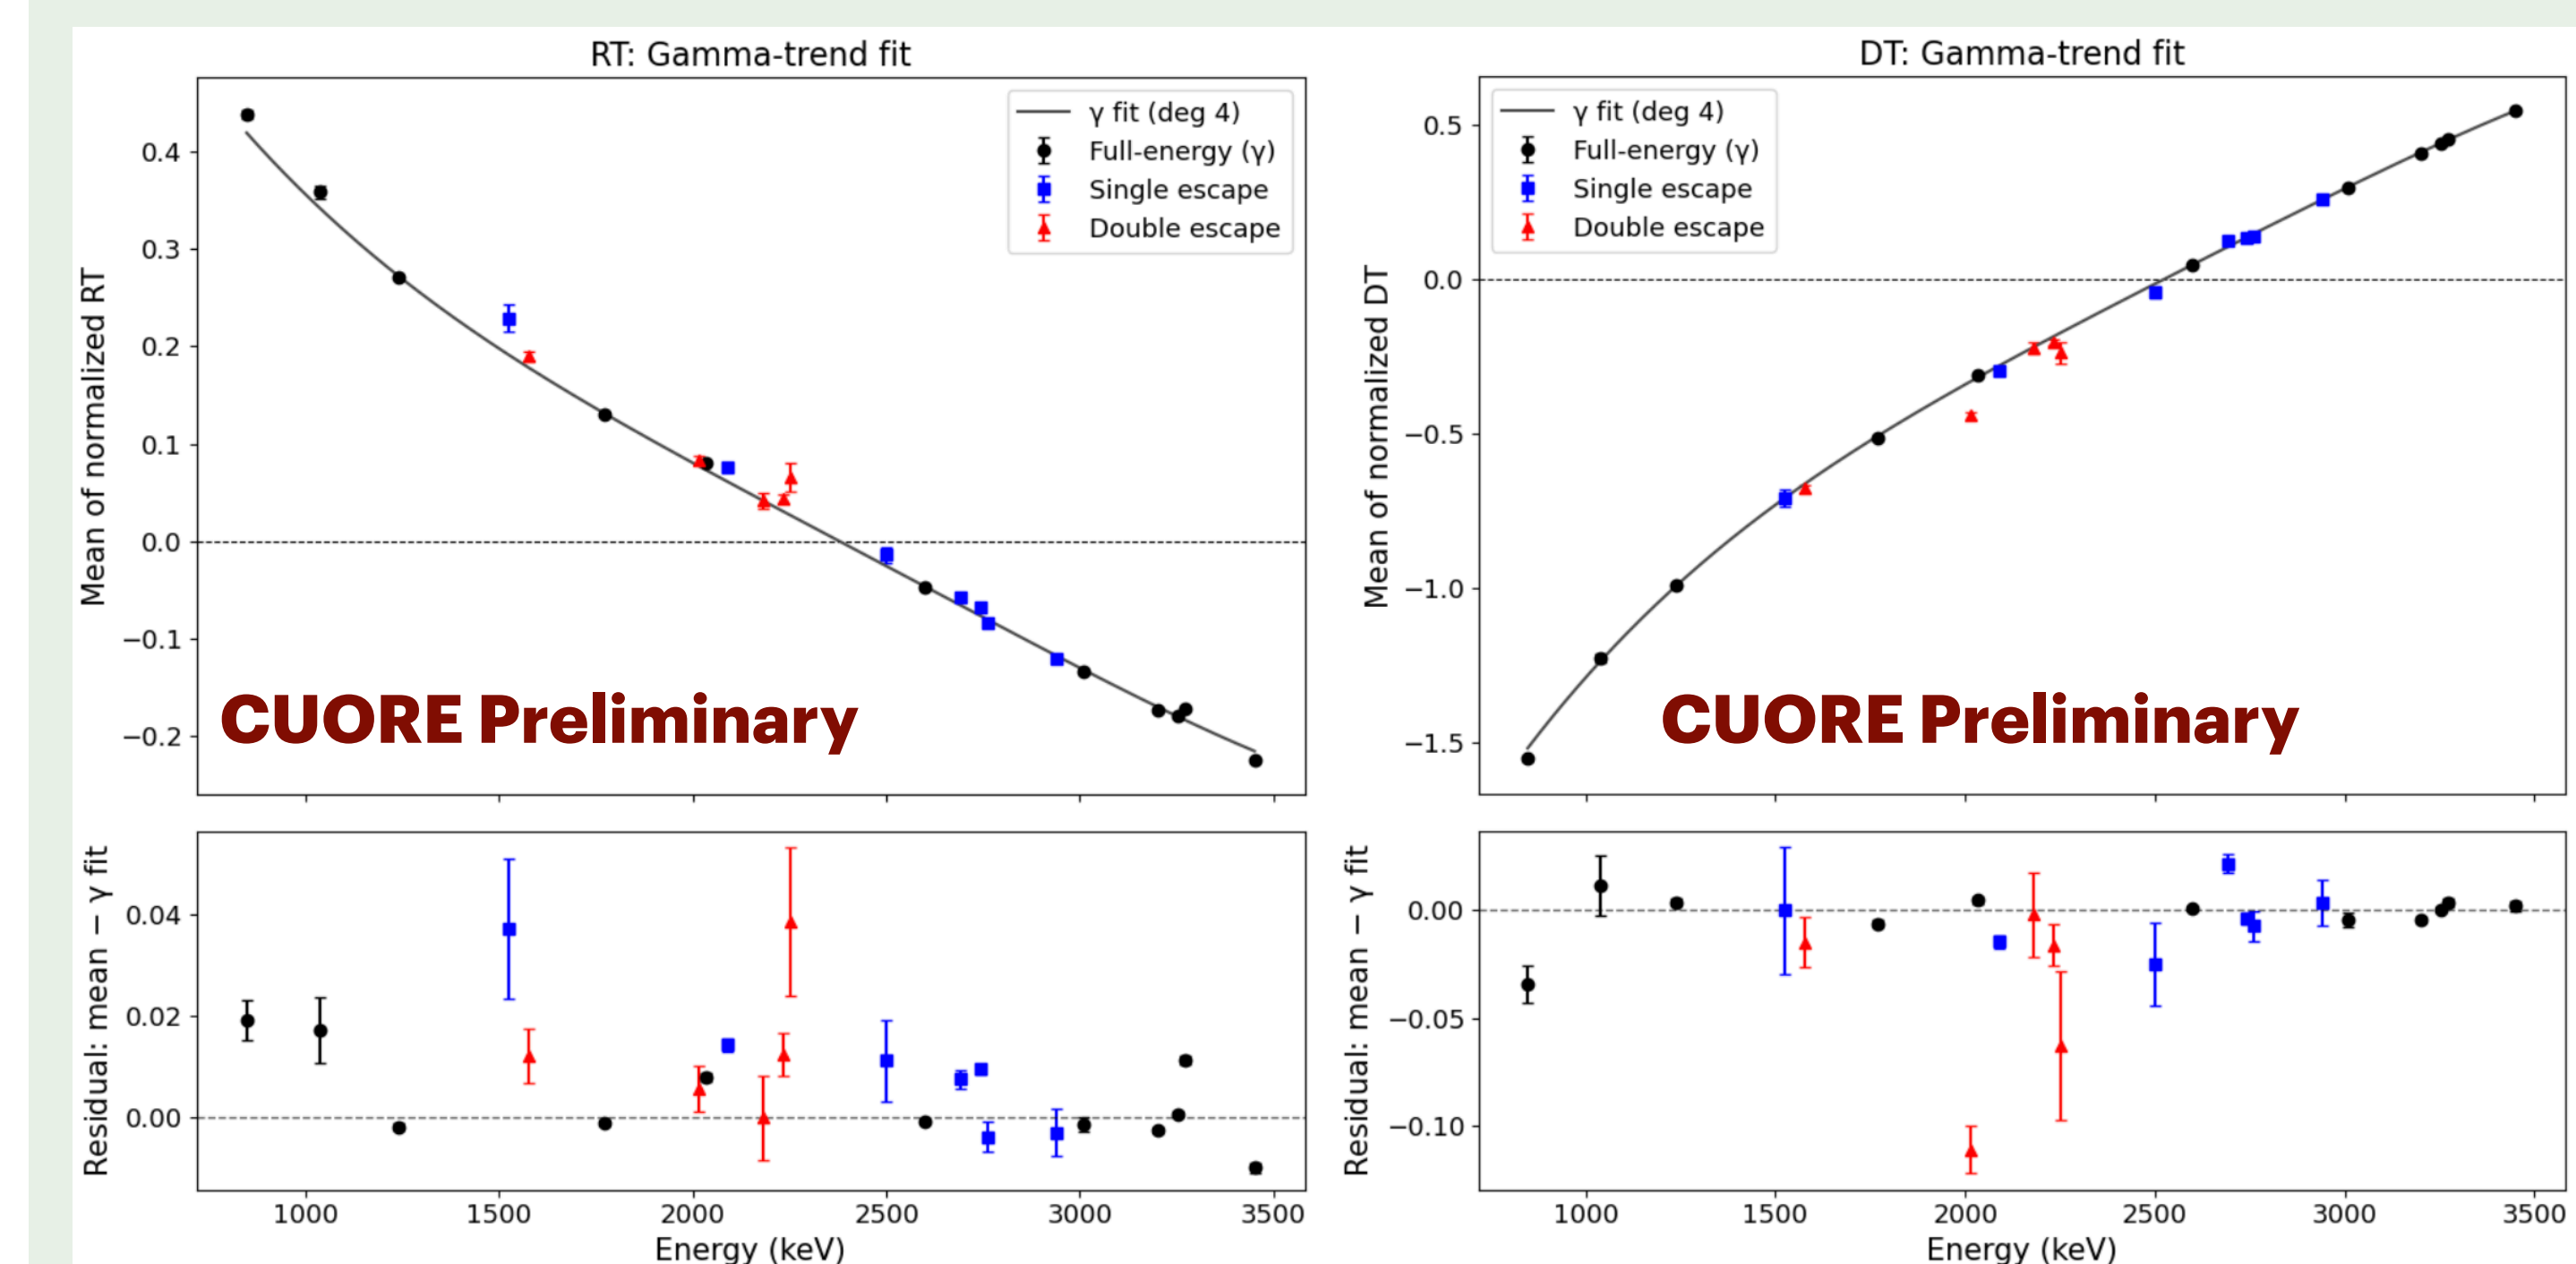 RT: Gamma-trend fit
γ fit (deg 4)
Full-energy (γ)
Single escape
Double escape
Mean of normalized RT
0.4
0.3
0.2
0.1
0.0
−0.1
−0.2
CUORE Preliminary
Residual: mean − γ fit
0.04
0.02
0.00
1000
1500
2000
2500
3000
3500
Energy (keV)
DT: Gamma-trend fit
γ fit (deg 4)
Full-energy (γ)
Single escape
Double escape
Mean of normalized DT
0.5
0.0
−0.5
−1.0
−1.5
CUORE Preliminary
Residual: mean − γ fit
0.00
−0.05
−0.10
1000
1500
2000
2500
3000
3500
Energy (keV)